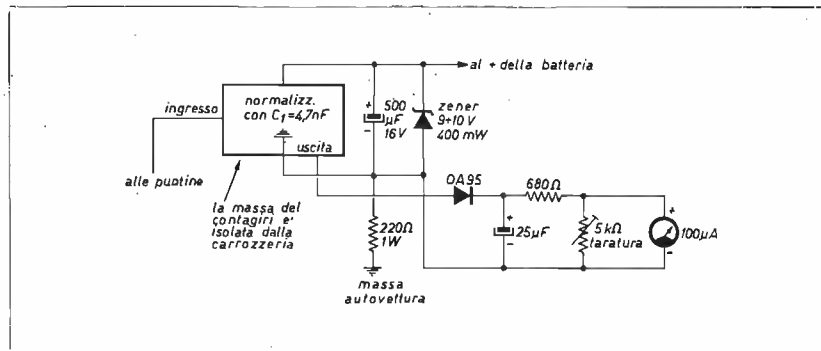 al + della batteria
ingresso
normalizz.
con C1=4,7nF
uscita
+
500
µF
16V
-
zener
9÷10 V
400 mW
alle puntine
la massa del
contagiri e'
isolata dalla
carrozzeria
OA95
680Ω
220Ω
1W
+
25µF
-
5kΩ
taratura
+
100µA
-
massa
autovettura